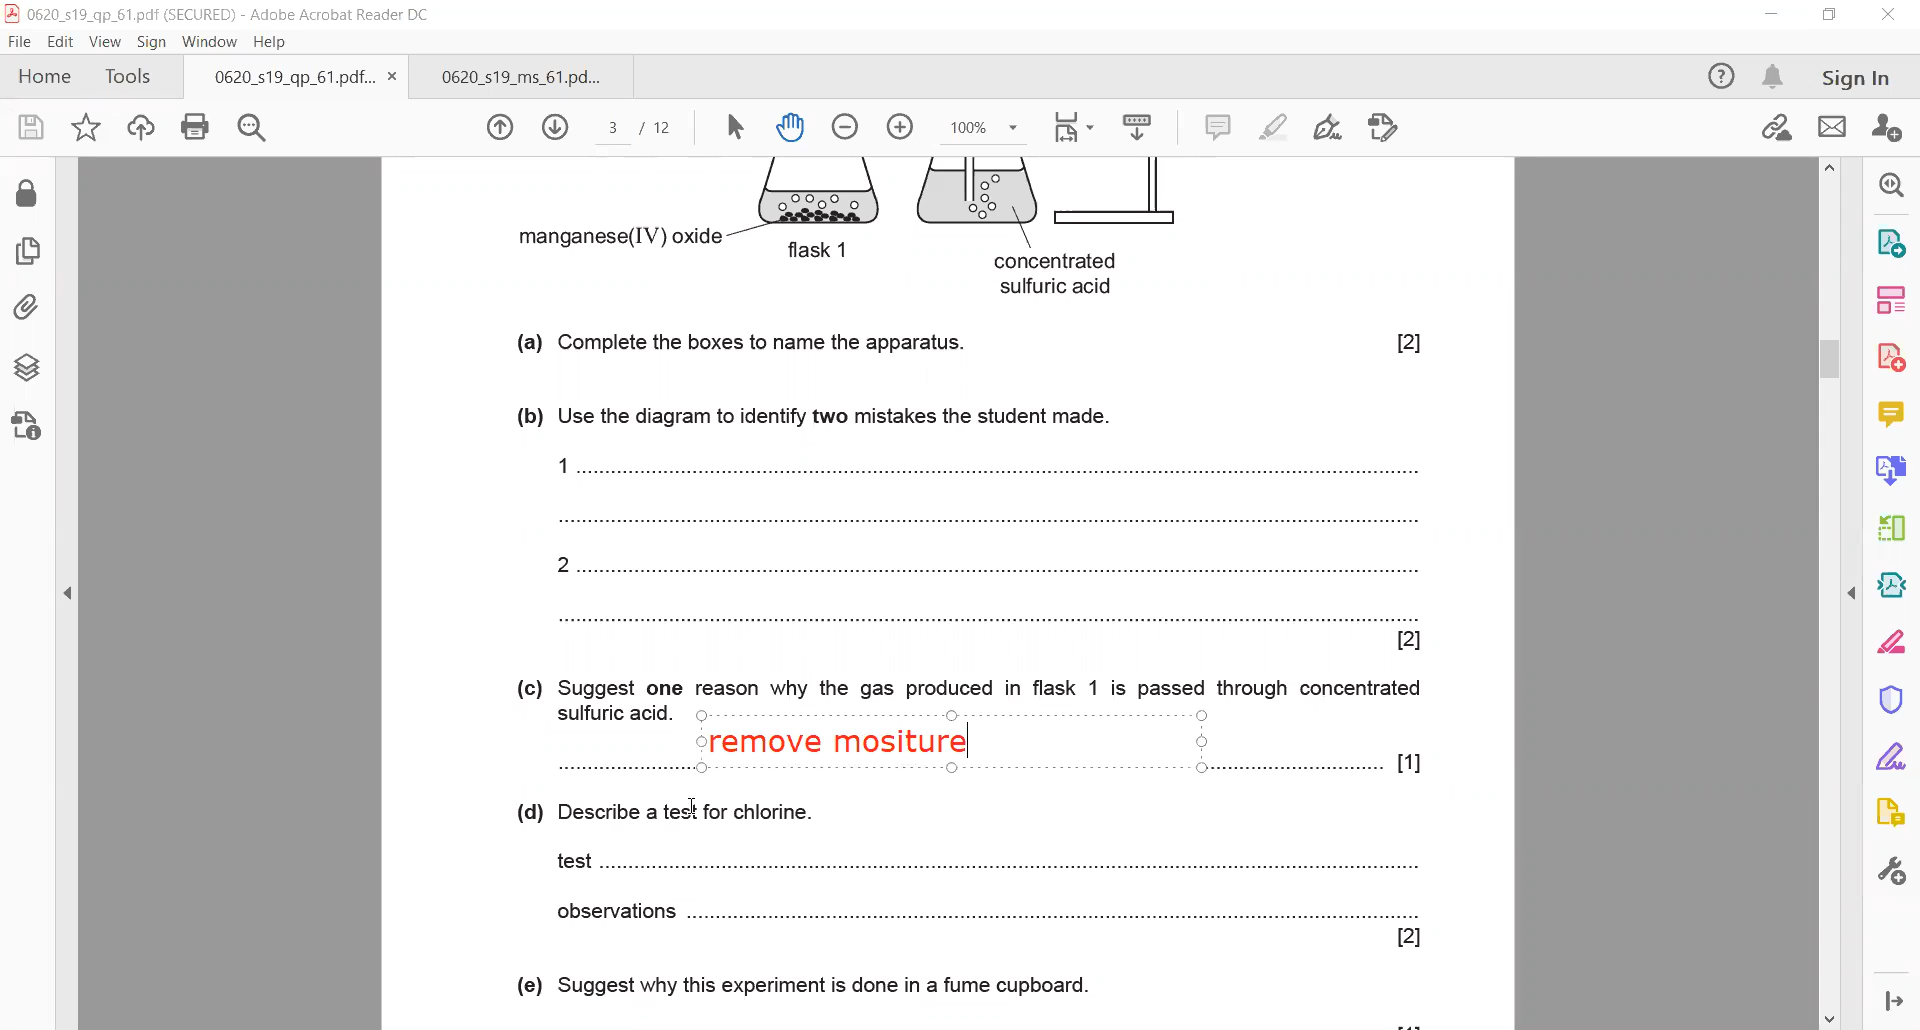 0620_s19_qp_61.pdf (SECURED) - Adobe Acrobat Reader DC
File Edit View Sign Window Help
Home Tools 0620_s19_qp_61.pdf... × 0620_s19_ms_61.pd... Sign In
3 / 12 100%
manganese(IV) oxide
flask 1
concentrated
sulfuric acid
(a) Complete the boxes to name the apparatus. [2]
(b) Use the diagram to identify two mistakes the student made.
1 ........................................................................
........................................................................
2 ........................................................................
........................................................................
[2]
(c) Suggest one reason why the gas produced in flask 1 is passed through concentrated
sulfuric acid.
remove mositure
........................................................................ [1]
(d) Describe a test for chlorine.
test ........................................................................
observations ........................................................................
[2]
(e) Suggest why this experiment is done in a fume cupboard.